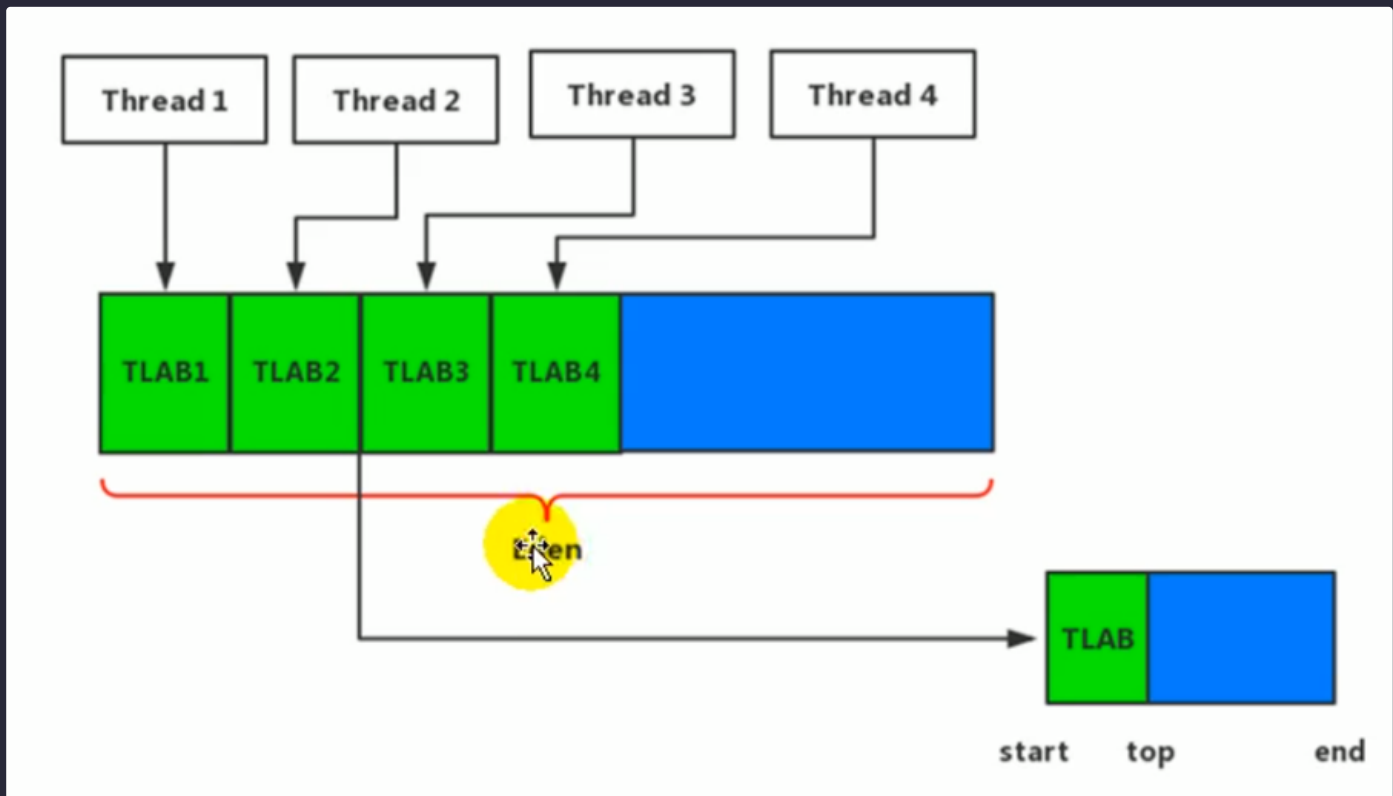 Thread 1
Thread 2
Thread 3
Thread 4
TLAB1
TLAB2
TLAB3
TLAB4
TLAB
start
top
end